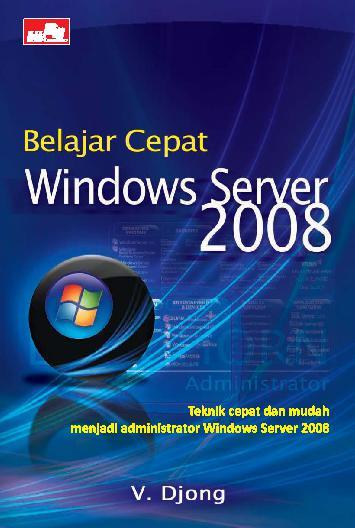 Belajar Cepat
Windows Server
2008
Administrator
Teknik cepat dan mudah
menjadi administrator Windows Server 2008
V. Djong